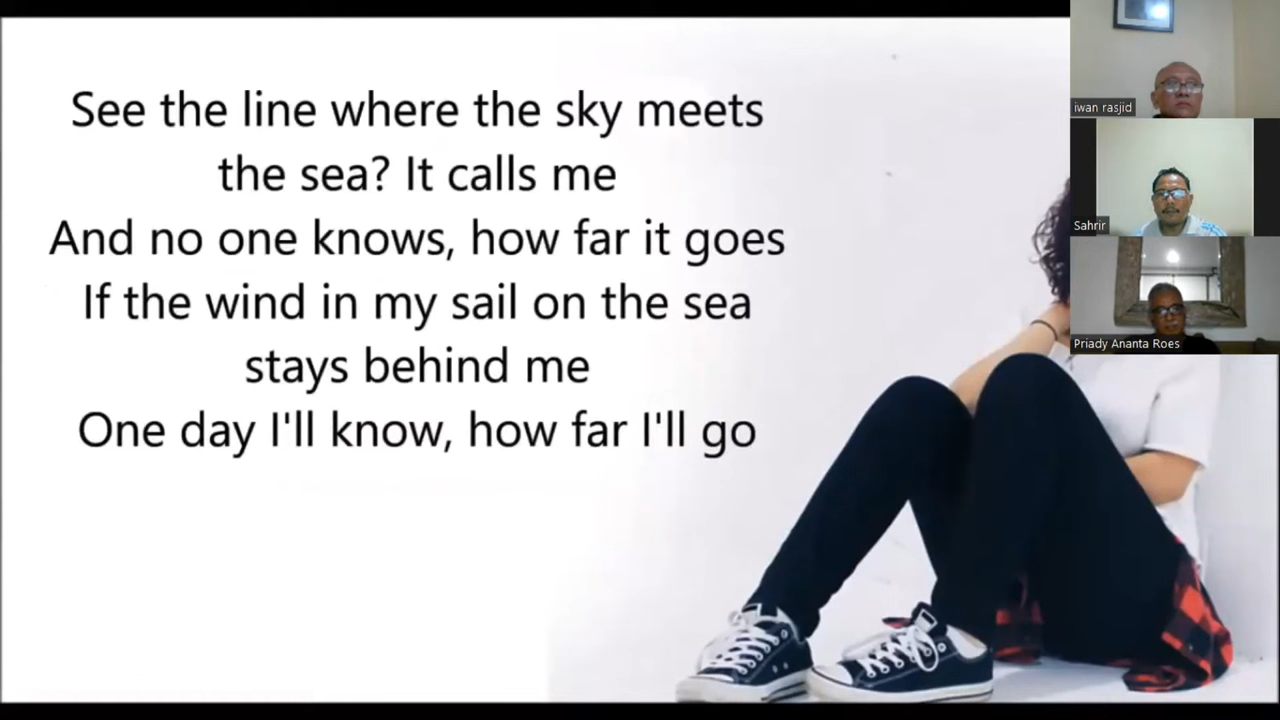 See the line where the sky meets
the sea? It calls me
And no one knows, how far it goes
If the wind in my sail on the sea
stays behind me
One day I'll know, how far I'll go
iwan rasjid
Sahrir
Priady Ananta Roes